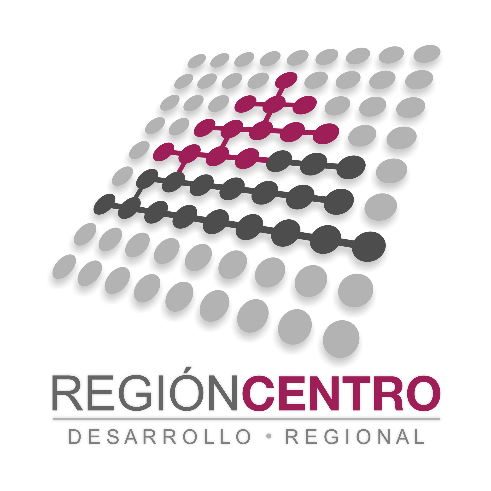 REGIÓNCENTRO
DESARROLLO • REGIONAL